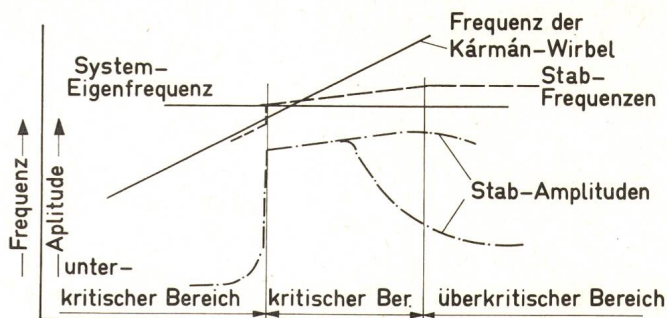 Frequenz der
Kármán-Wirbel
System-
Eigenfrequenz
Stab-
Frequenzen
Frequenz
Aplitude
Stab-Amplituden
unter-
kritischer Bereich
kritischer Ber.
überkritischer Bereich